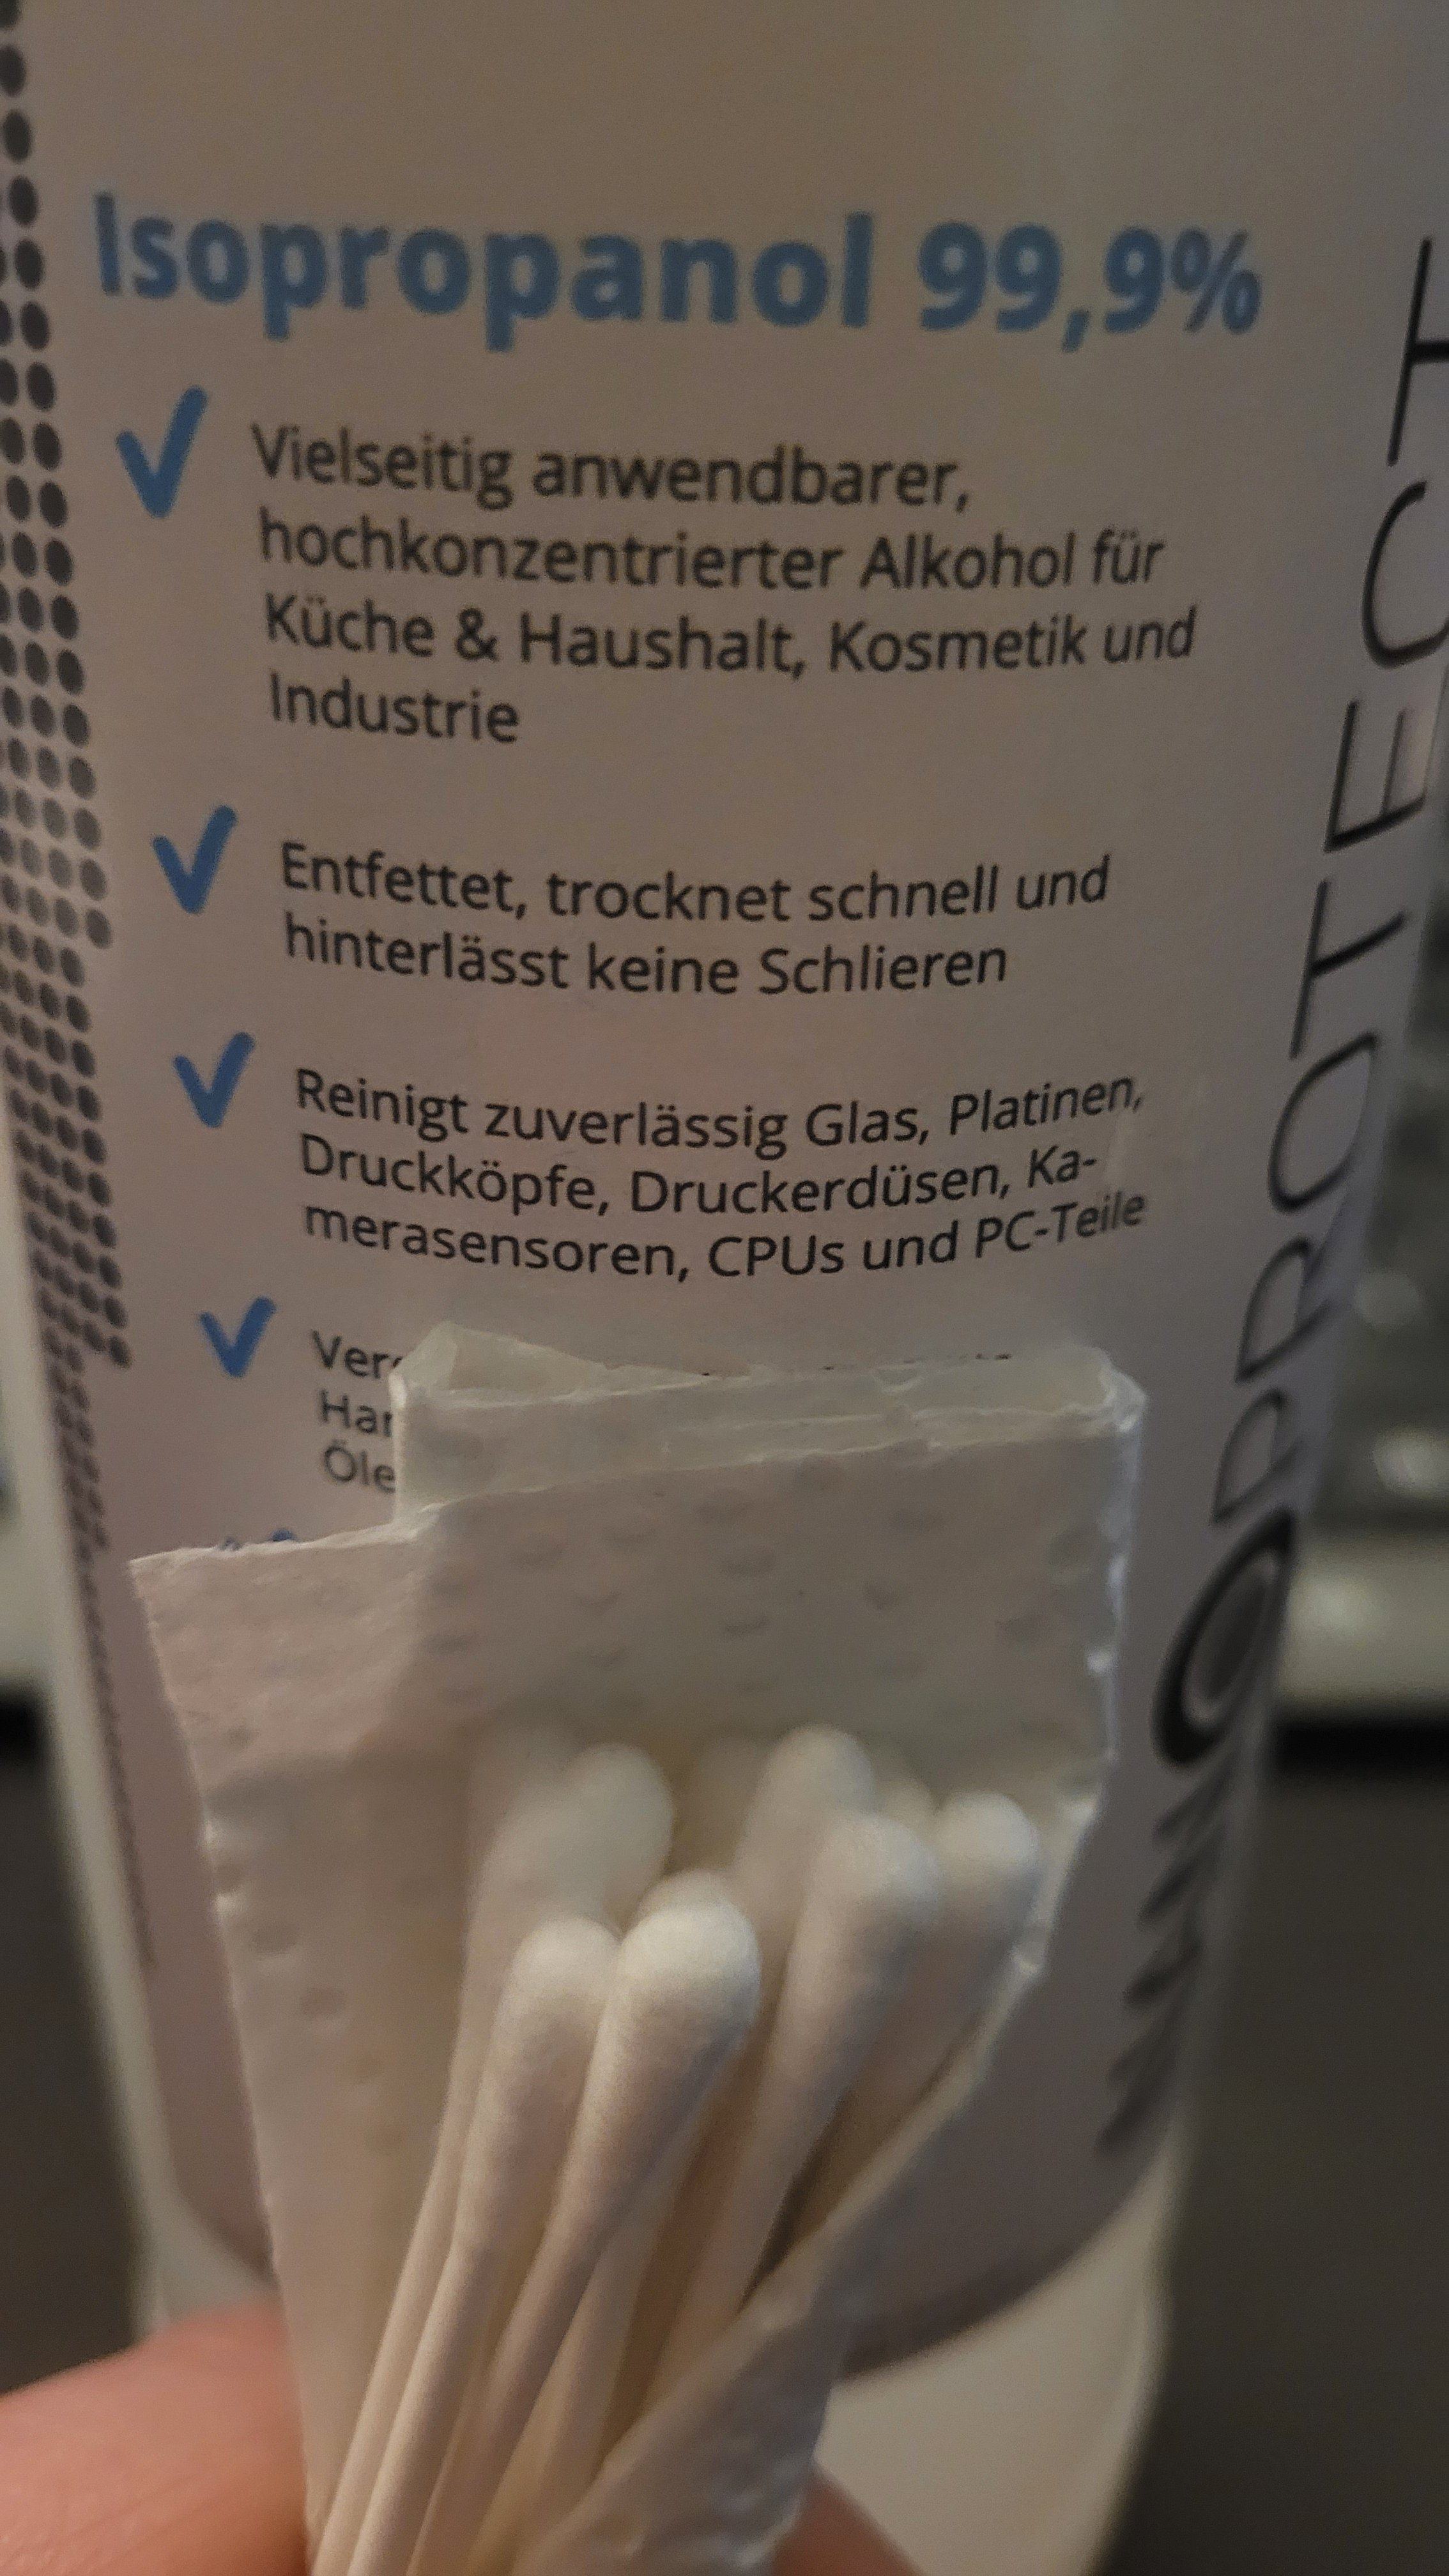 Isopropanol 99,9%
Vielseitig anwendbarer,
hochkonzentrierter Alkohol für
Küche & Haushalt, Kosmetik und
Industrie
Entfettet, trocknet schnell und
hinterlässt keine Schlieren
Reinigt zuverlässig Glas, Platinen,
Druckköpfe, Druckerdüsen, Ka-
merasensoren, CPUs und PC-Teile